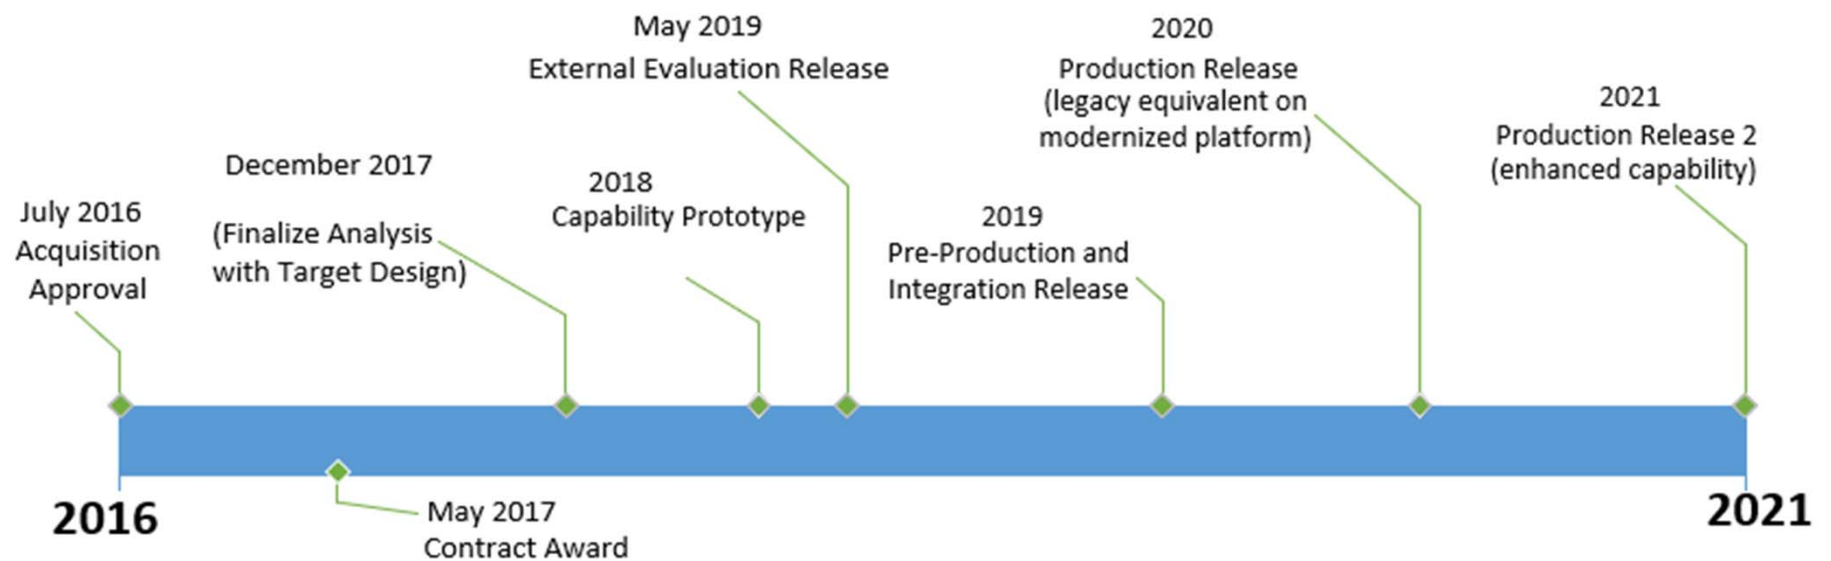 July 2016
Acquisition
Approval
December 2017
(Finalize Analysis
with Target Design)
May 2017
Contract Award
2018
Capability Prototype
May 2019
External Evaluation Release
2019
Pre-Production and
Integration Release
2020
Production Release
(legacy equivalent on
modernized platform)
2021
Production Release 2
(enhanced capability)
2016
2021